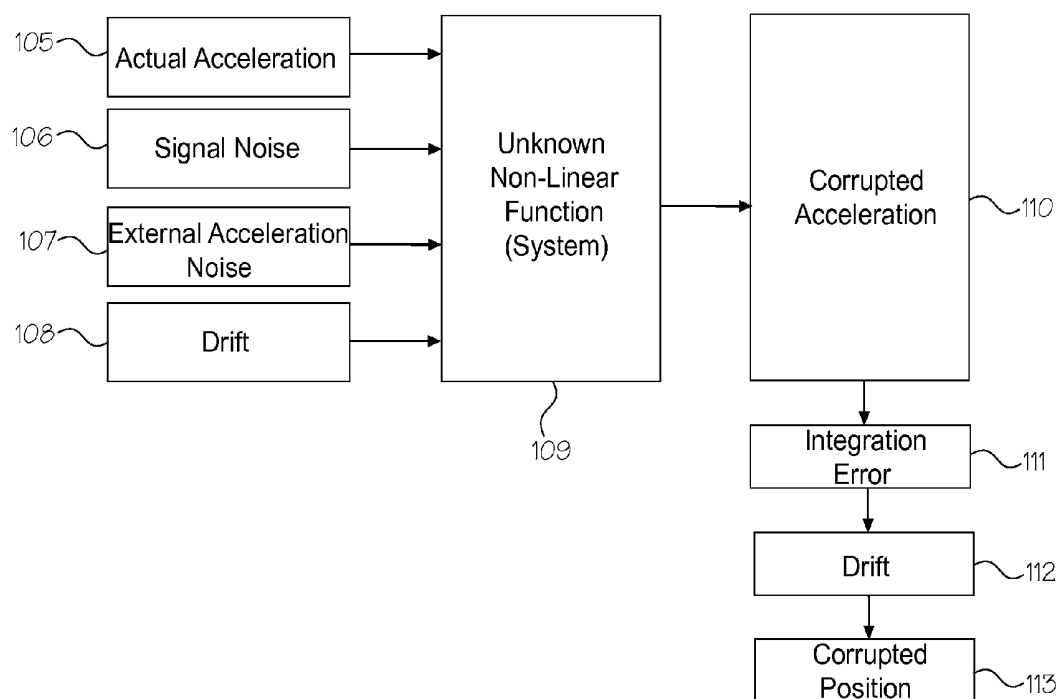 105
Actual Acceleration
106
Signal Noise
107
External Acceleration
Noise
108
Drift
Unknown
Non-Linear
Function
(System)
109
Corrupted
Acceleration
110
Integration
Error
111
Drift
112
Corrupted
Position
113